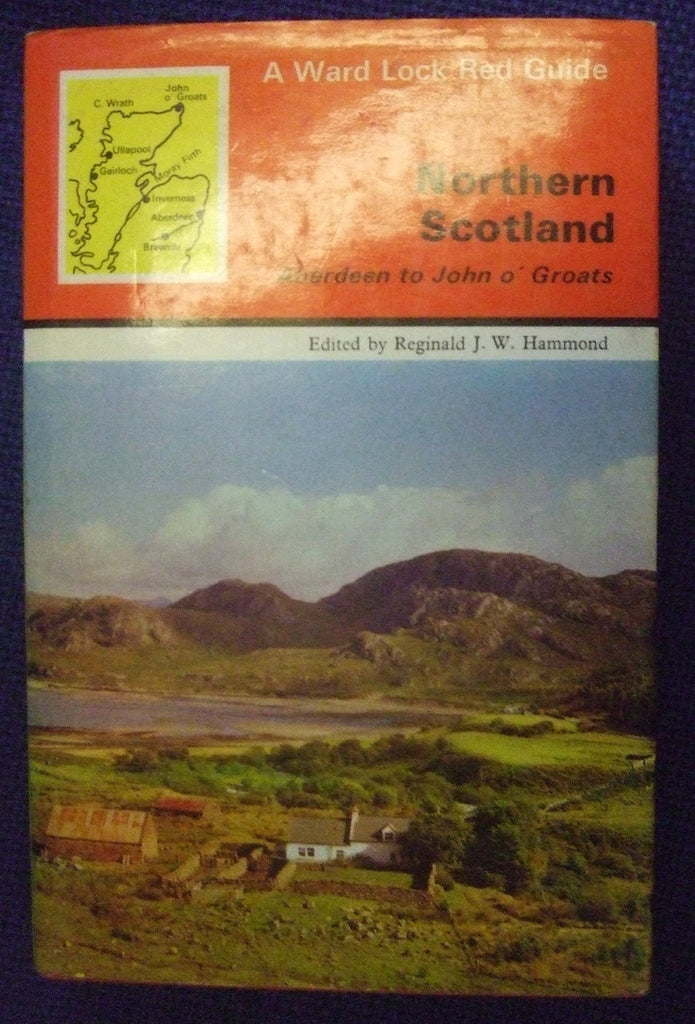 A Ward Lock Red Guide
John
o' Groats
C. Wrath
Ullapool
Gairloch
Moray Firth
Inverness
Aberdeen
Braemar
Northern
Scotland
Aberdeen to John o' Groats
Edited by Reginald J. W. Hammond